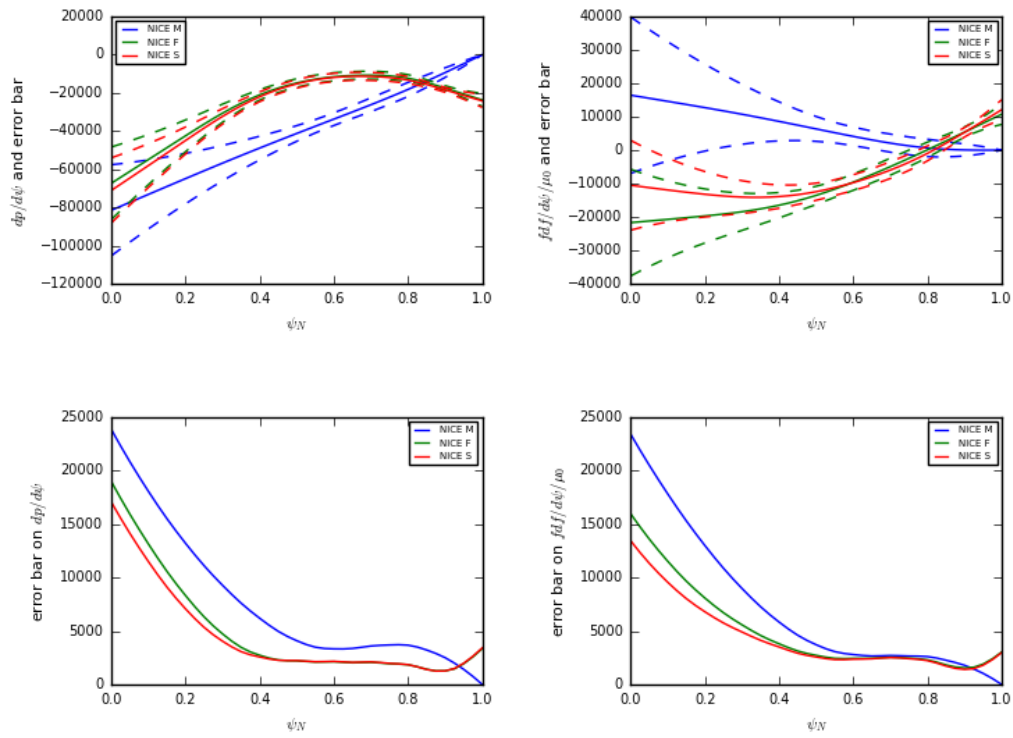 20000
0
−20000
−40000
−60000
−80000
−100000
−120000
0.0 0.2 0.4 0.6 0.8 1.0
ψ_N
dp/dψ and error bar
NICE M
NICE F
NICE S
40000
30000
20000
10000
0
−10000
−20000
−30000
−40000
0.0 0.2 0.4 0.6 0.8 1.0
ψ_N
fdf/dψ/μ₀ and error bar
NICE M
NICE F
NICE S
25000
20000
15000
10000
5000
0
0.0 0.2 0.4 0.6 0.8 1.0
ψ_N
error bar on dp/dψ
NICE M
NICE F
NICE S
25000
20000
15000
10000
5000
0
0.0 0.2 0.4 0.6 0.8 1.0
ψ_N
error bar on fdf/dψ/μ₀
NICE M
NICE F
NICE S